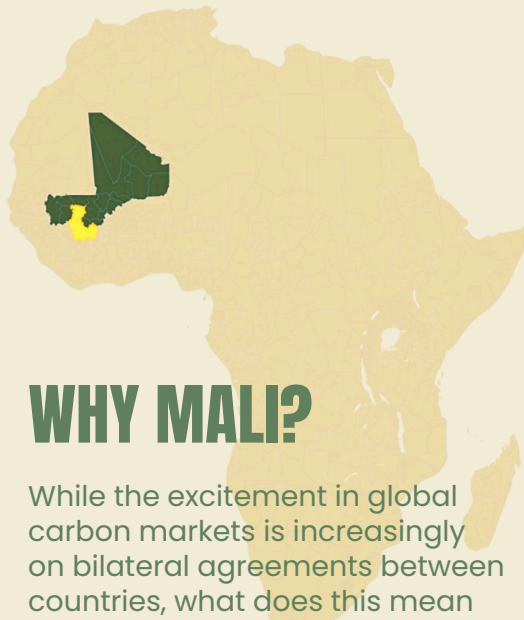 WHY MALI?
While the excitement in global
carbon markets is increasingly
on bilateral agreements between
countries, what does this mean